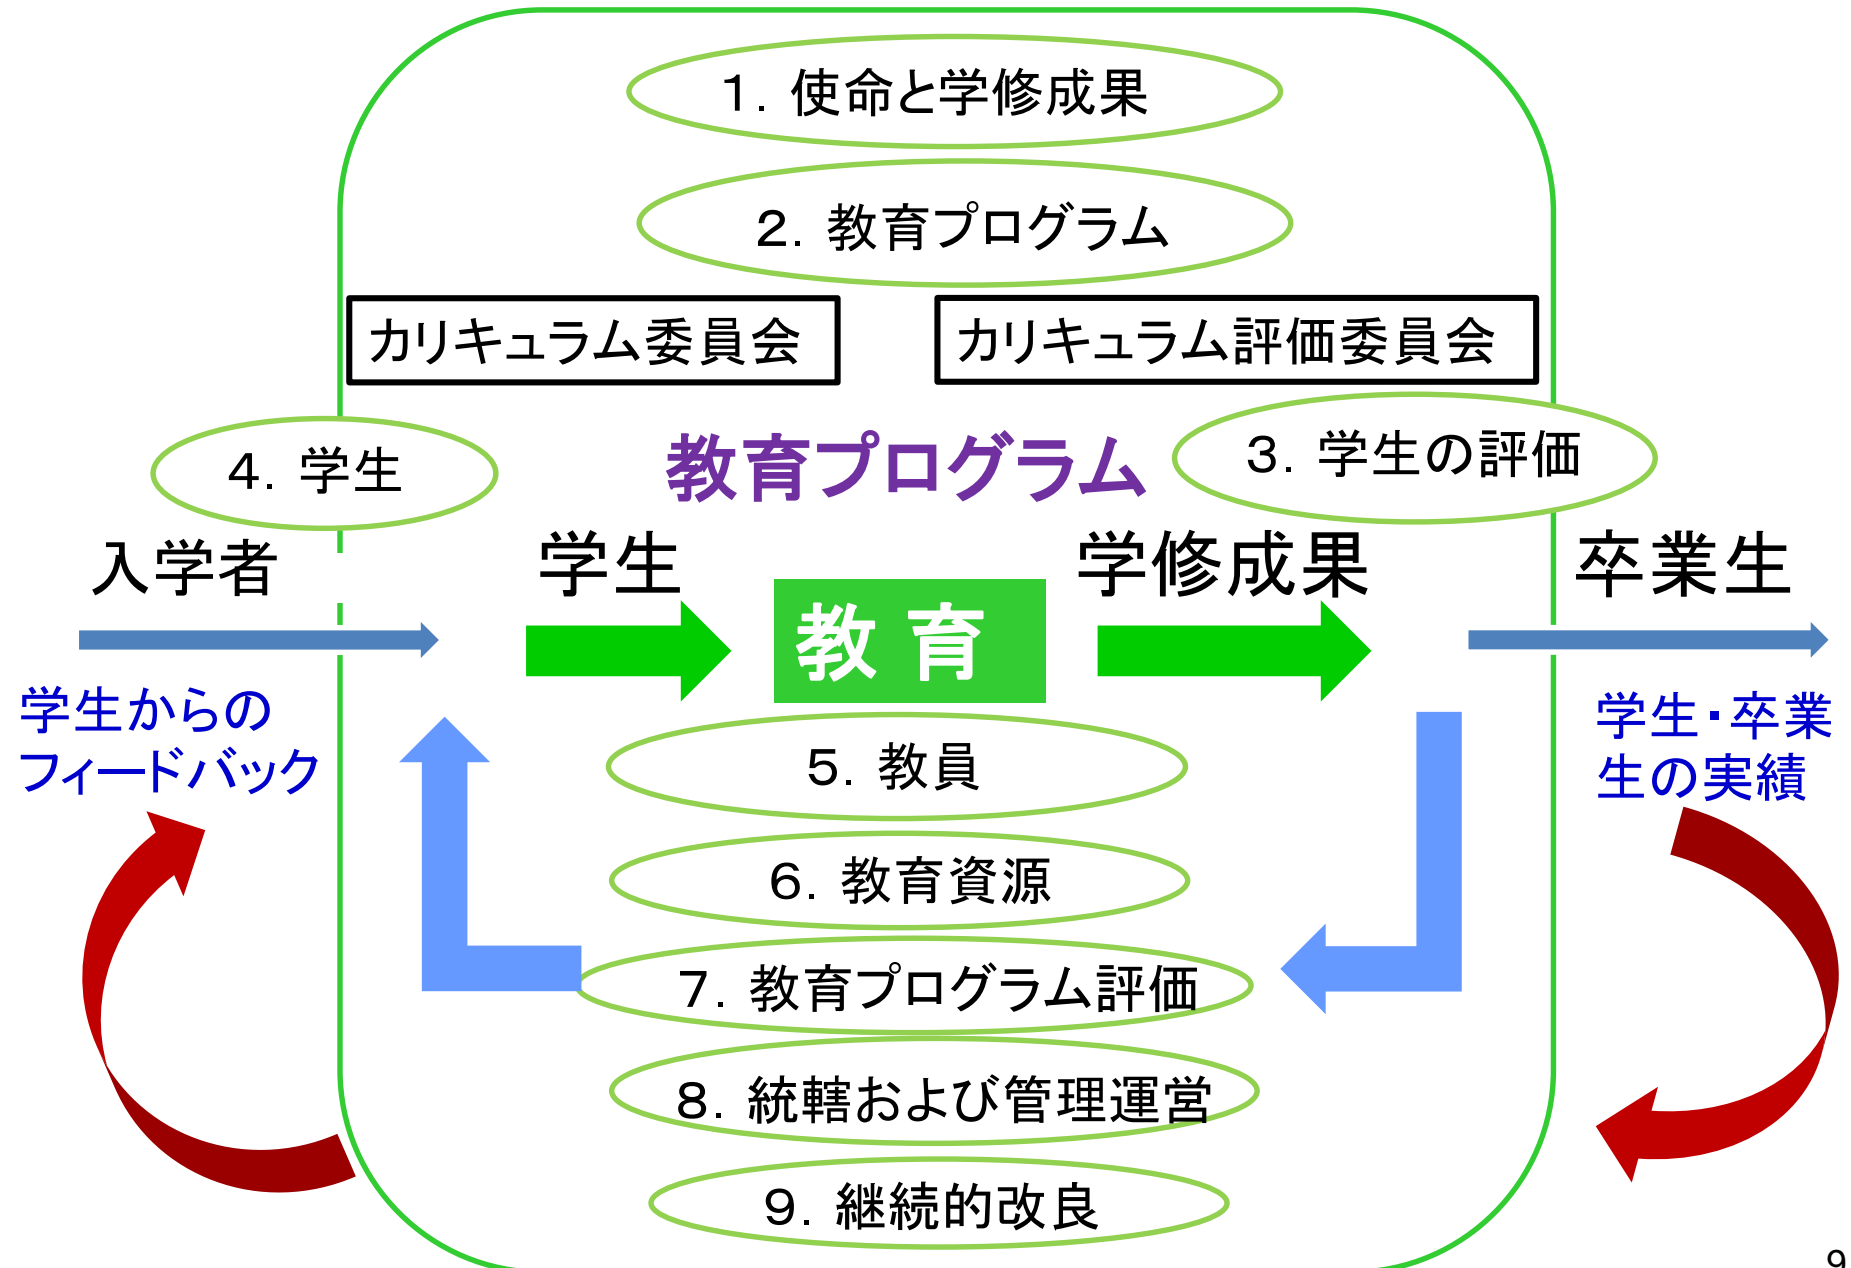 １．使命と学修成果
２．教育プログラム
カリキュラム委員会
カリキュラム評価委員会
４．学生
教育プログラム
３．学生の評価
入学者
学生
学修成果
卒業生
教 育
学生からの
フィードバック
学生・卒業
生の実績
５．教員
６．教育資源
７．教育プログラム評価
８．統轄および管理運営
９．継続的改良
9